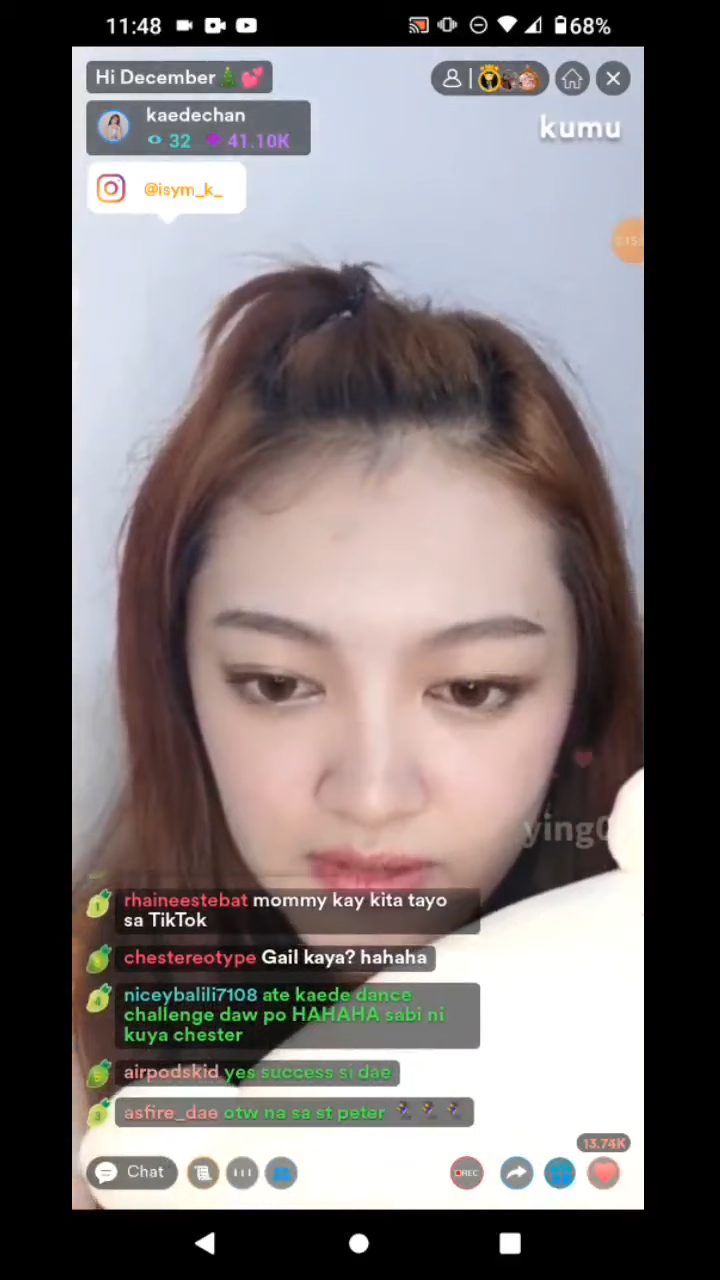 11:48
68%
Hi December
kaedechan
32 41.10K
kumu
@isym_k_
rhaineestebat mommy kay kita tayo
sa TikTok
chestereotype Gail kaya? hahaha
niceybalili7108 ate kaede dance
challenge daw po HAHAHA sabi ni
kuya chester
airpodskid yes success si dae
asfire_dae otw na sa st peter
13.74K
Chat
REC